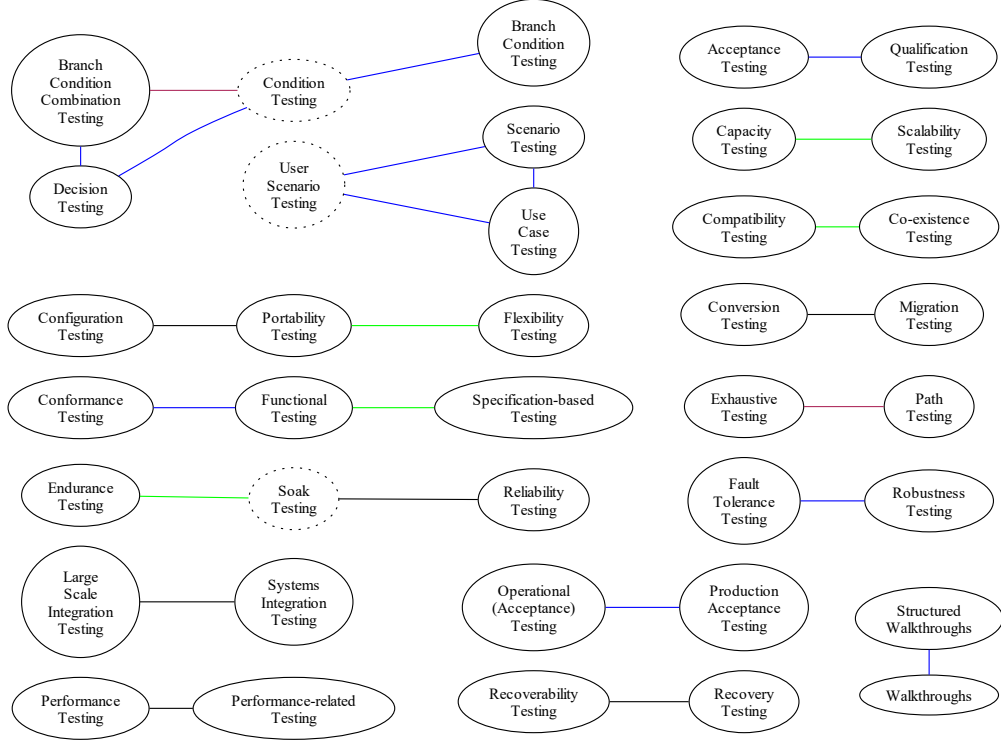 Branch
Condition
Combination
Testing
Condition
Testing
Branch
Condition
Testing
Acceptance
Testing
Qualification
Testing
Decision
Testing
User
Scenario
Testing
Scenario
Testing
Use
Case
Testing
Capacity
Testing
Scalability
Testing
Compatibility
Testing
Co-existence
Testing
Configuration
Testing
Portability
Testing
Flexibility
Testing
Conversion
Testing
Migration
Testing
Conformance
Testing
Functional
Testing
Specification-based
Testing
Exhaustive
Testing
Path
Testing
Endurance
Testing
Soak
Testing
Reliability
Testing
Fault
Tolerance
Testing
Robustness
Testing
Large
Scale
Integration
Testing
Systems
Integration
Testing
Operational
(Acceptance)
Testing
Production
Acceptance
Testing
Structured
Walkthroughs
Performance
Testing
Performance-related
Testing
Recoverability
Testing
Recovery
Testing
Walkthroughs